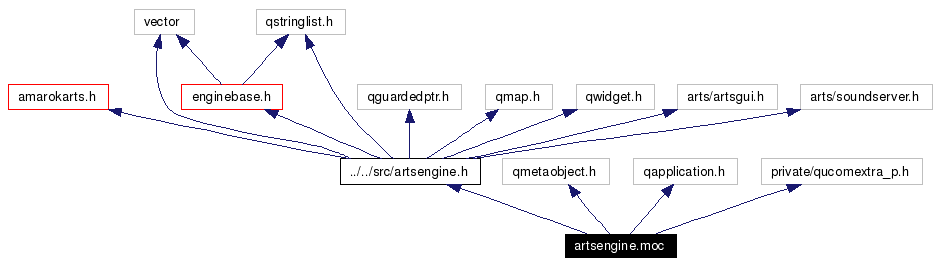 vector
qstringlist.h
amarokarts.h
enginebase.h
qguardedptr.h
qmap.h
qwidget.h
arts/artsgui.h
arts/soundserver.h
../../src/artsengine.h
qmetaobject.h
qapplication.h
private/qucomextra_p.h
artsengine.moc